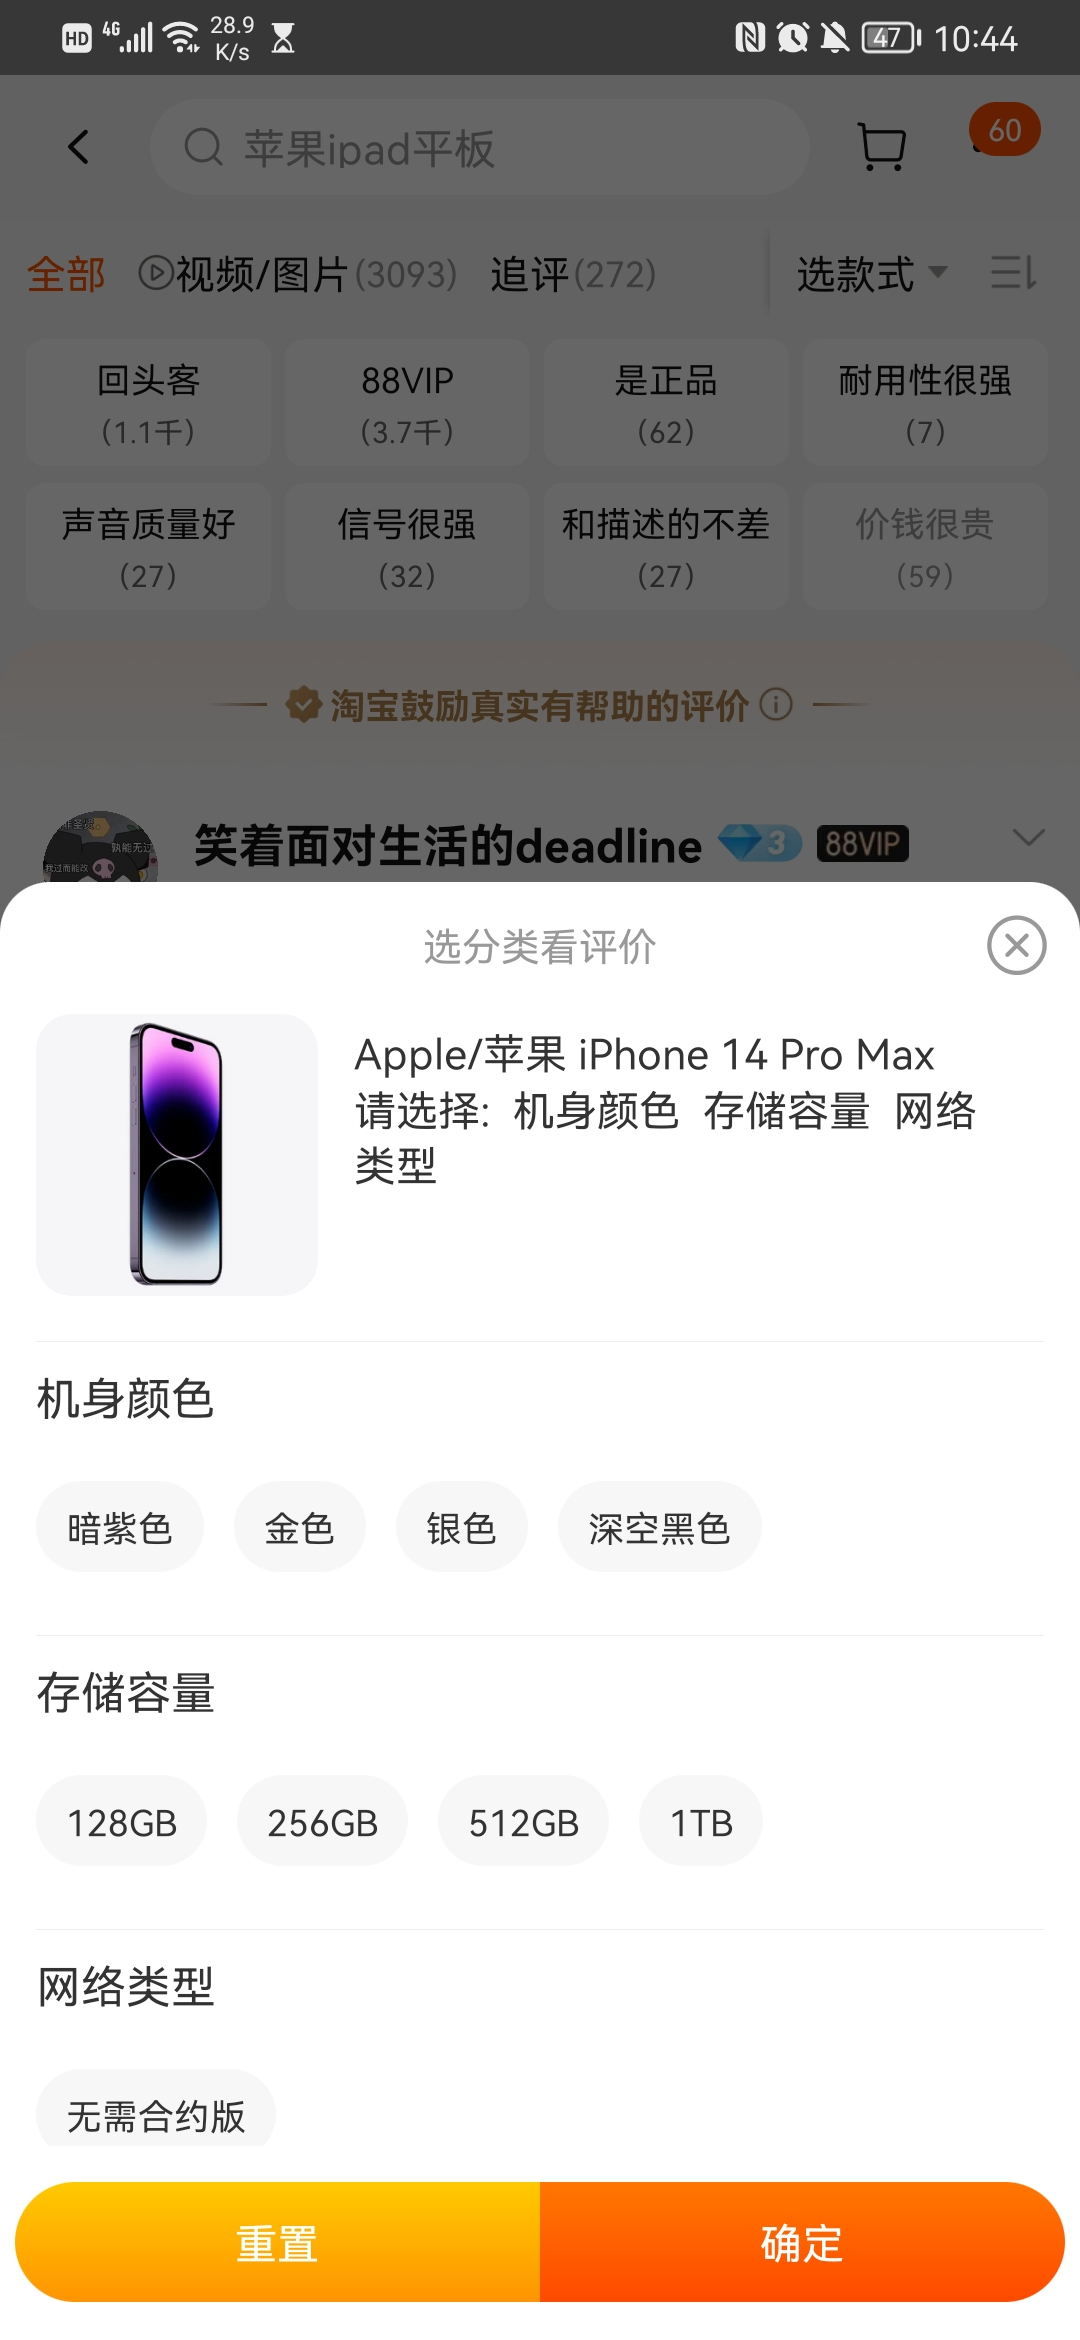 HD 4G 28.9 K/s 47 10:44
苹果ipad平板 60
全部 视频/图片(3093) 追评(272) 选款式
回头客 88VIP 是正品 耐用性很强
(1.1千) (3.7千) (62) (7)
声音质量好 信号很强 和描述的不差 价钱很贵
(27) (32) (27) (59)
淘宝鼓励真实有帮助的评价
孰能无过
笑着面对生活的deadline 3 88VIP
选分类看评价
Apple/苹果 iPhone 14 Pro Max
请选择: 机身颜色 存储容量 网络
类型
机身颜色
暗紫色 金色 银色 深空黑色
存储容量
128GB 256GB 512GB 1TB
网络类型
无需合约版
重置 确定